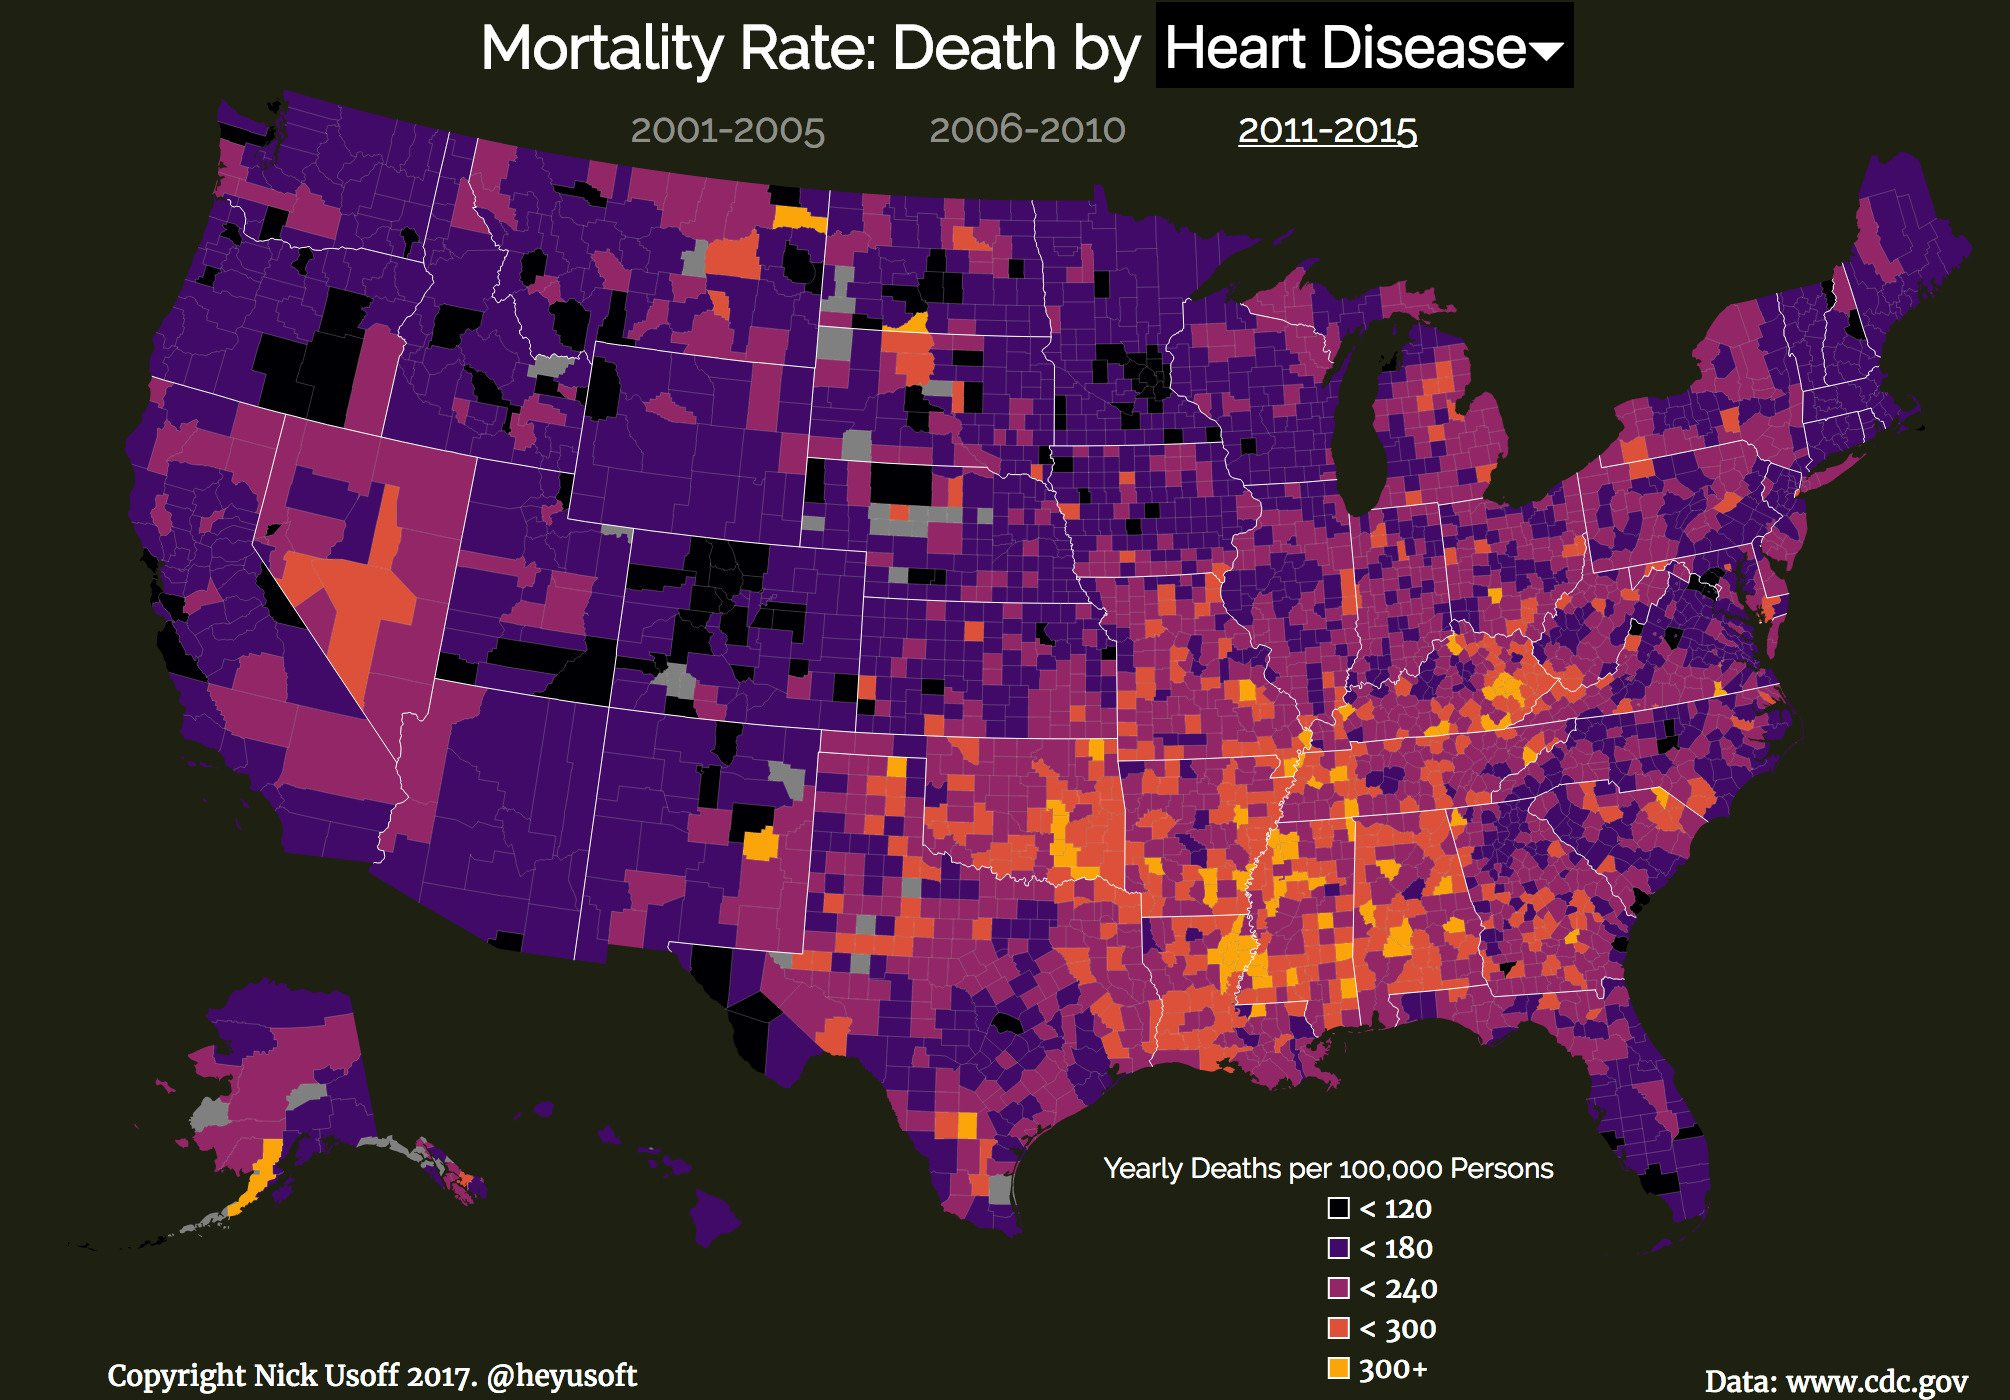 Mortality Rate: Death by Heart Disease
2001-2005 2006-2010 2011-2015
Yearly Deaths per 100,000 Persons
< 120
< 180
< 240
< 300
300+
Copyright Nick Usoff 2017. @heyusoft
Data: www.cdc.gov